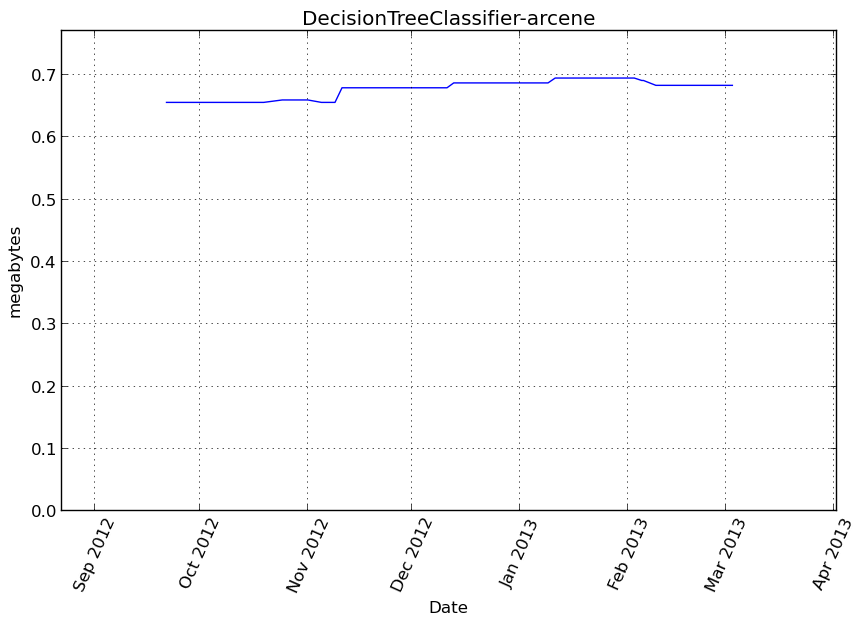 DecisionTreeClassifier-arcene
0.7
0.6
0.5
0.4
0.3
0.2
0.1
0.0
megabytes
Sep 2012
Oct 2012
Nov 2012
Dec 2012
Jan 2013
Feb 2013
Mar 2013
Apr 2013
Date